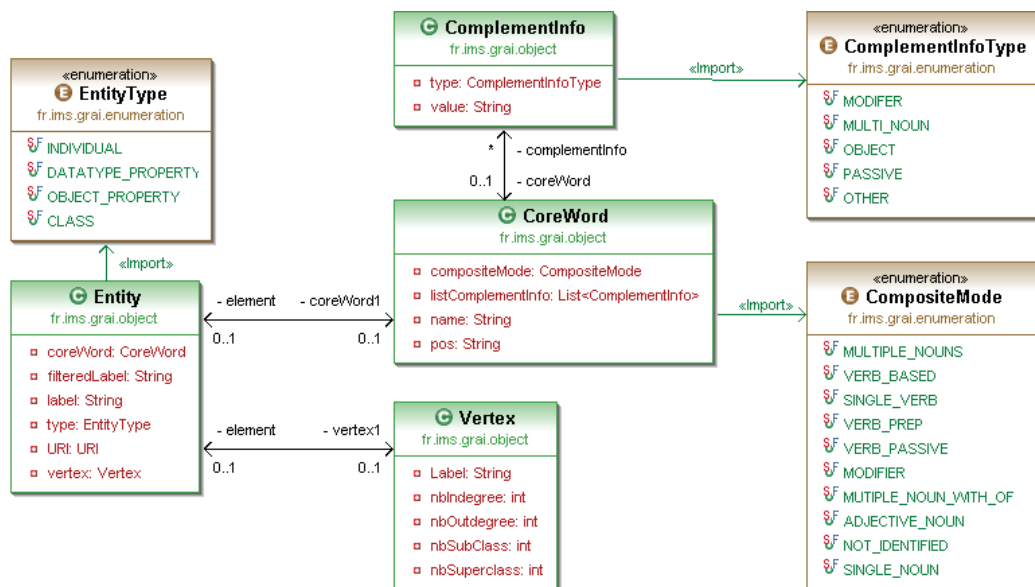 ComplementInfo
fr.ims.grai.object
type: ComplementInfoType
value: String
«Import»
«enumeration»
ComplementInfoType
fr.ims.grai.enumeration
MODIFER
MULTI_NOUN
OBJECT
PASSIVE
OTHER
«enumeration»
EntityType
fr.ims.grai.enumeration
INDIVIDUAL
DATATYPE_PROPERTY
OBJECT_PROPERTY
CLASS
«Import»
* - complementInfo
0..1 - coreWord
CoreWord
fr.ims.grai.object
compositeMode: CompositeMode
listComplementInfo: List<ComplementInfo>
name: String
pos: String
«Import»
«enumeration»
CompositeMode
fr.ims.grai.enumeration
MULTIPLE_NOUNS
VERB_BASED
SINGLE_VERB
VERB_PREP
VERB_PASSIVE
MODIFIER
MUTIPLE_NOUN_WITH_OF
ADJECTIVE_NOUN
NOT_IDENTIFIED
SINGLE_NOUN
Entity
fr.ims.grai.object
coreWord: CoreWord
filteredLabel: String
label: String
type: EntityType
URI: URI
vertex: Vertex
- element - coreWord1
0..1 0..1
- element - vertex1
0..1 0..1
Vertex
fr.ims.grai.object
Label: String
nbIndegree: int
nbOutdegree: int
nbSubClass: int
nbSuperclass: int